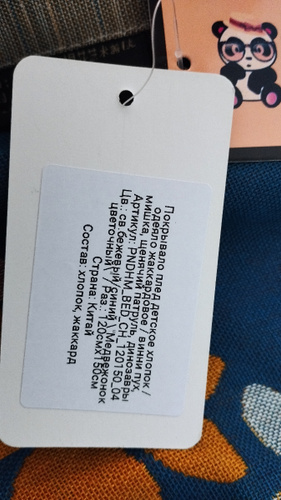 Покрывало плед детское хлопок /
одеяло жаккардовое / винни пух,
мишка, щенячий патруль, динозавры
Артикул: PNDHM_BED_CH_120150_04
Цв.: св.бежевый\синий\"Медвежонок
цветочный\" / раз.: 120смх150см
Страна: Китай
Состав: хлопок, жаккард